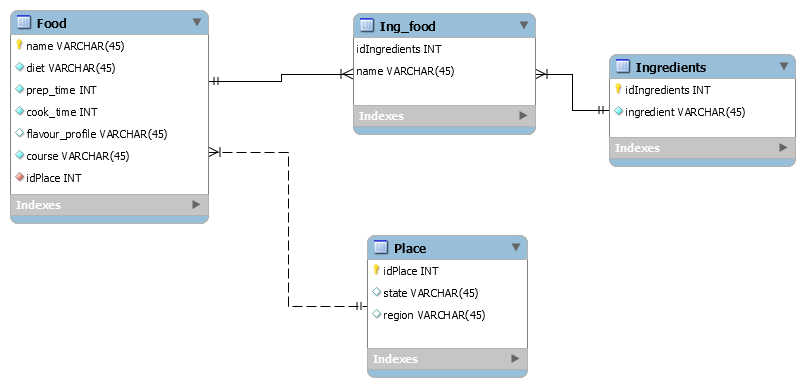 Food
name VARCHAR(45)
diet VARCHAR(45)
prep_time INT
cook_time INT
flavour_profile VARCHAR(45)
course VARCHAR(45)
idPlace INT
Indexes
Ing_food
idIngredients INT
name VARCHAR(45)
Indexes
Ingredients
idIngredients INT
ingredient VARCHAR(45)
Indexes
Place
idPlace INT
state VARCHAR(45)
region VARCHAR(45)
Indexes